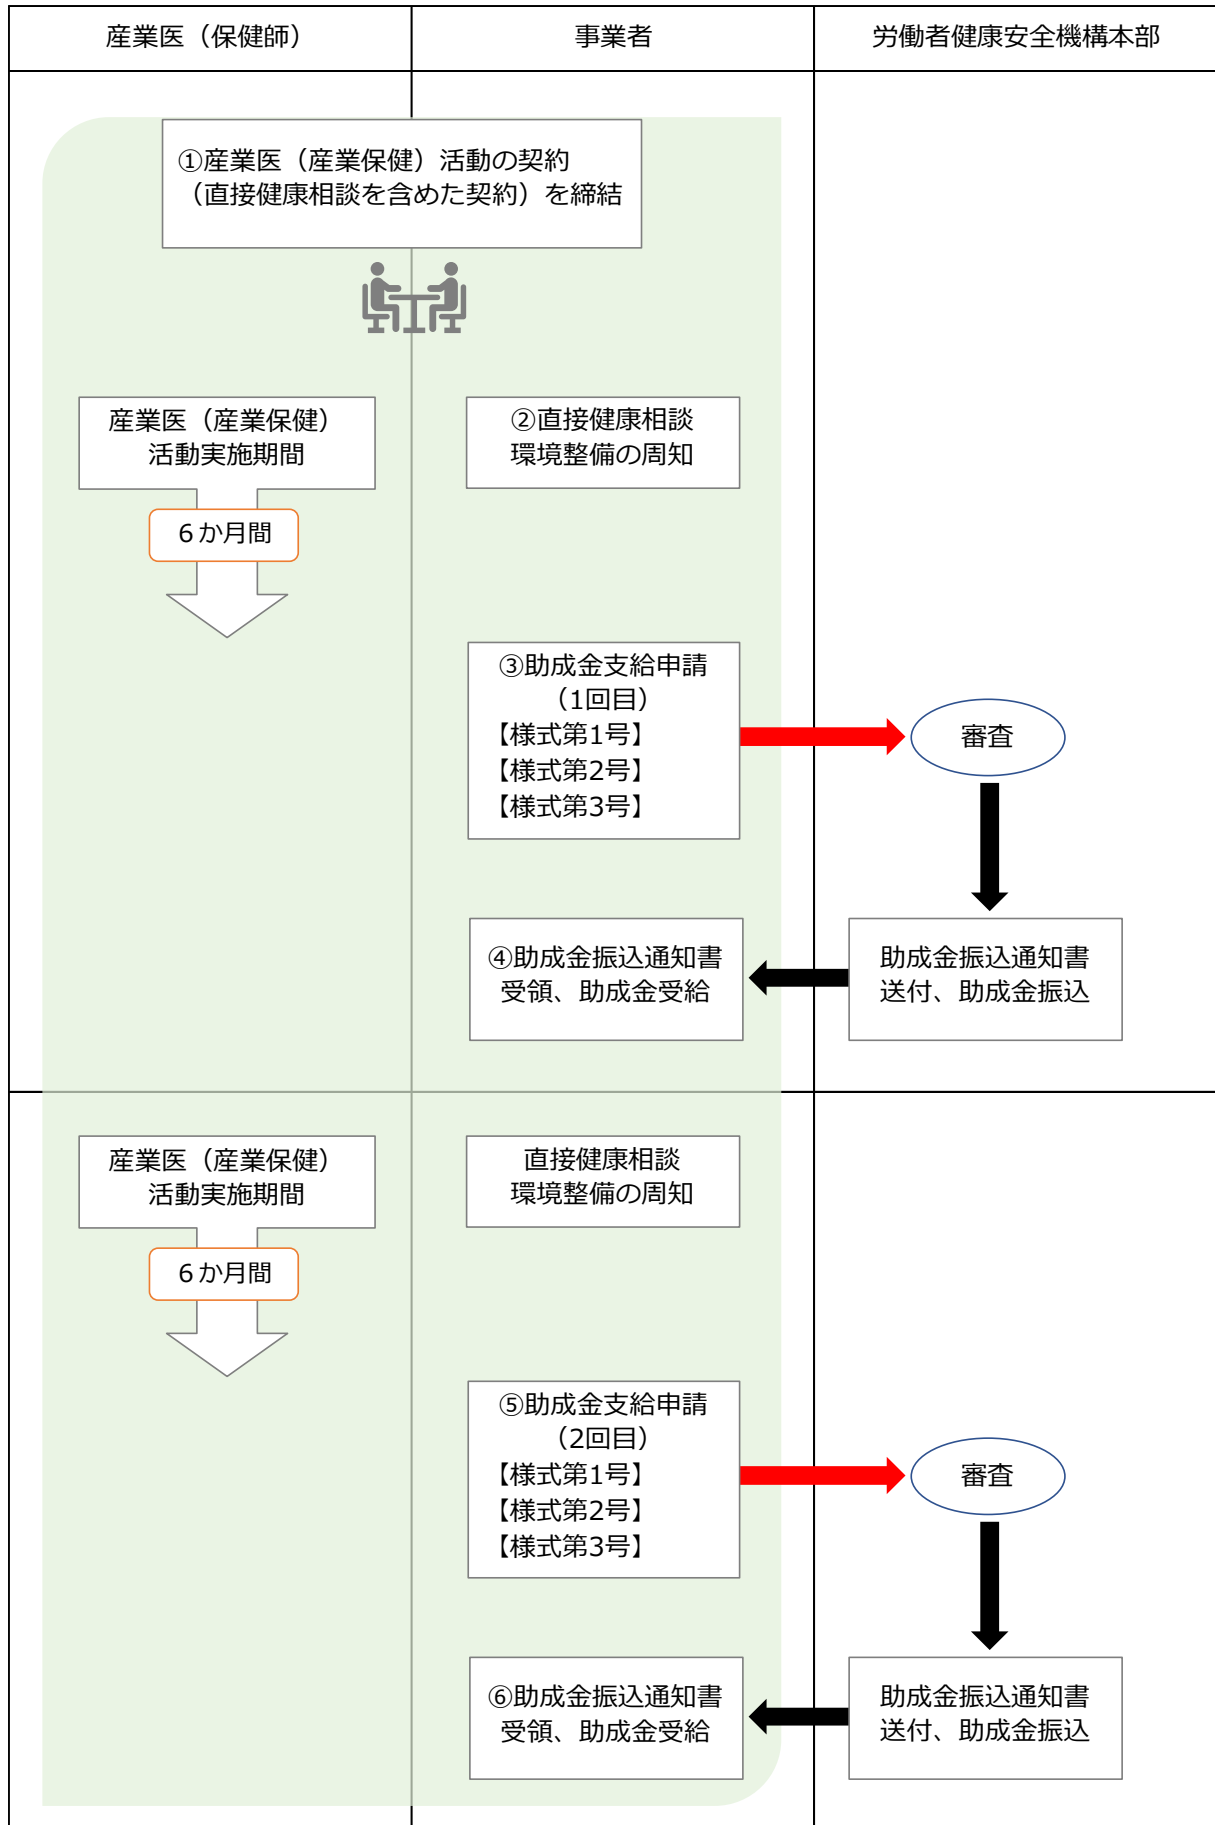 産業医（保健師）
事業者
労働者健康安全機構本部
①産業医（産業保健）活動の契約
（直接健康相談を含めた契約）を締結
産業医（産業保健）
活動実施期間
６か月間
②直接健康相談
環境整備の周知
③助成金支給申請
（1回目）
【様式第1号】
【様式第2号】
【様式第3号】
審査
④助成金振込通知書
受領、助成金受給
助成金振込通知書
送付、助成金振込
産業医（産業保健）
活動実施期間
６か月間
直接健康相談
環境整備の周知
⑤助成金支給申請
（2回目）
【様式第1号】
【様式第2号】
【様式第3号】
審査
⑥助成金振込通知書
受領、助成金受給
助成金振込通知書
送付、助成金振込